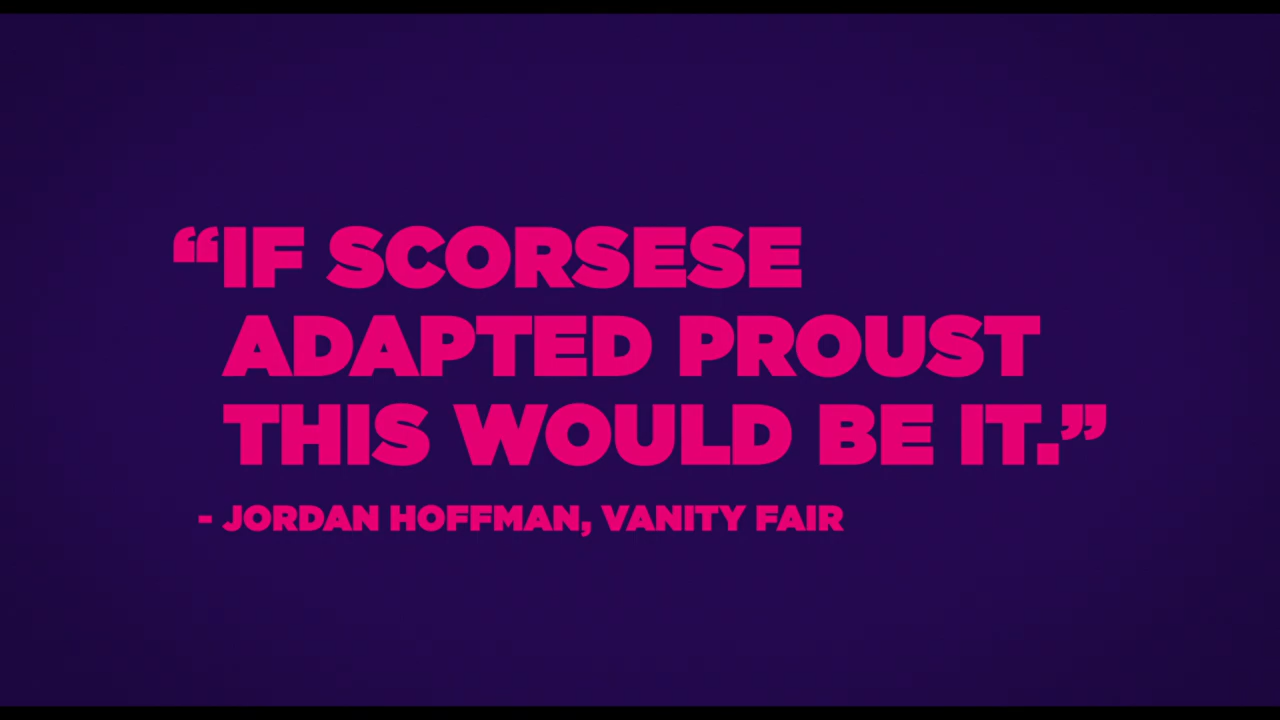 “IF SCORSESE
ADAPTED PROUST
THIS WOULD BE IT.”
- JORDAN HOFFMAN, VANITY FAIR